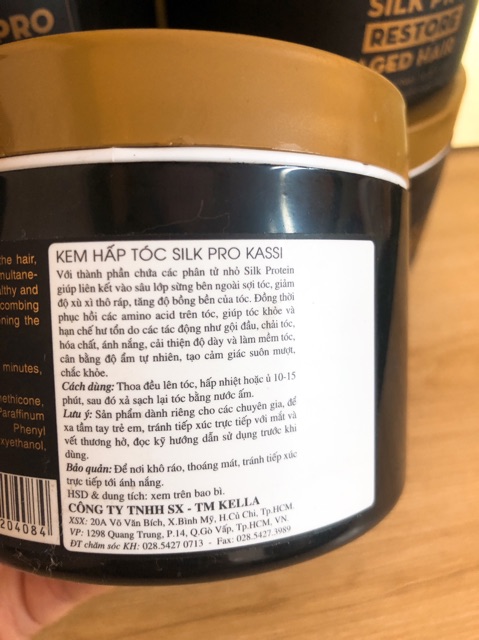 PRO
SILK PR
RESTORE
AGED HAIR
the hair,
multane-
lthy and
combing
ning the
minutes,
methicone,
Paraffinum
Phenyl
oxyethanol,
204084
KEM HẤP TÓC SILK PRO KASSI
Với thành phần chứa các phân tử nhỏ Silk Protein
giúp liên kết vào sâu lớp sừng bên ngoài sợi tóc, giảm
độ xù xì thô ráp, tăng độ bồng bền của tóc. Đồng thời
phục hồi các amino acid trên tóc, giúp tóc khỏe và
hạn chế hư tổn do các tác động như gội đầu, chải tóc,
hóa chất, ánh nắng, cải thiện độ dày và làm mềm tóc,
cân bằng độ ẩm tự nhiên, tạo cảm giác suôn mượt,
chắc khỏe.
Cách dùng: Thoa đều lên tóc, hấp nhiệt hoặc ủ 10-15
phút, sau đó xả sạch lại tóc bằng nước ấm.
Lưu ý: Sản phẩm dành riêng cho các chuyên gia, để
xa tầm tay trẻ em, tránh tiếp xúc trực tiếp với mắt và
vết thương hở, đọc kỹ hướng dẫn sử dụng trước khi
dùng.
Bảo quản: Để nơi khô ráo, thoáng mát, tránh tiếp xúc
trực tiếp tới ánh nắng.
HSD & dung tích: xem trên bao bì.
CÔNG TY TNHH SX - TM KELLA
XSX: 20A Võ Văn Bích, X.Bình Mỹ, H.Củ Chi, Tp.HCM.
VP: 1298 Quang Trung, P.14, Q.Gò Vấp, Tp.HCM, VN.
ĐT chăm sóc KH: 028.5427 0713 - Fax: 028.5427.3989